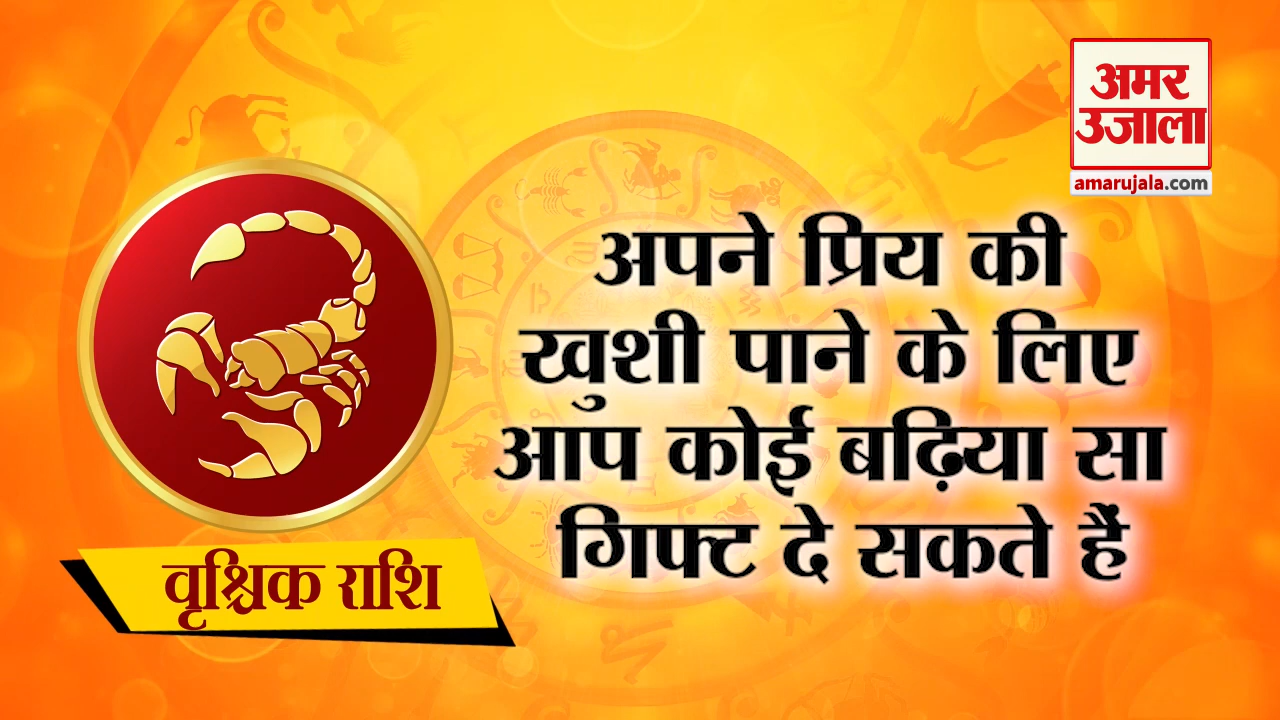 अमर
उजाला
amarujala.com
अपने प्रिय की
खुशी पाने के लिए
आप कोई बढ़िया सा
गिफ्ट दे सकते हैं
वृश्चिक राशि